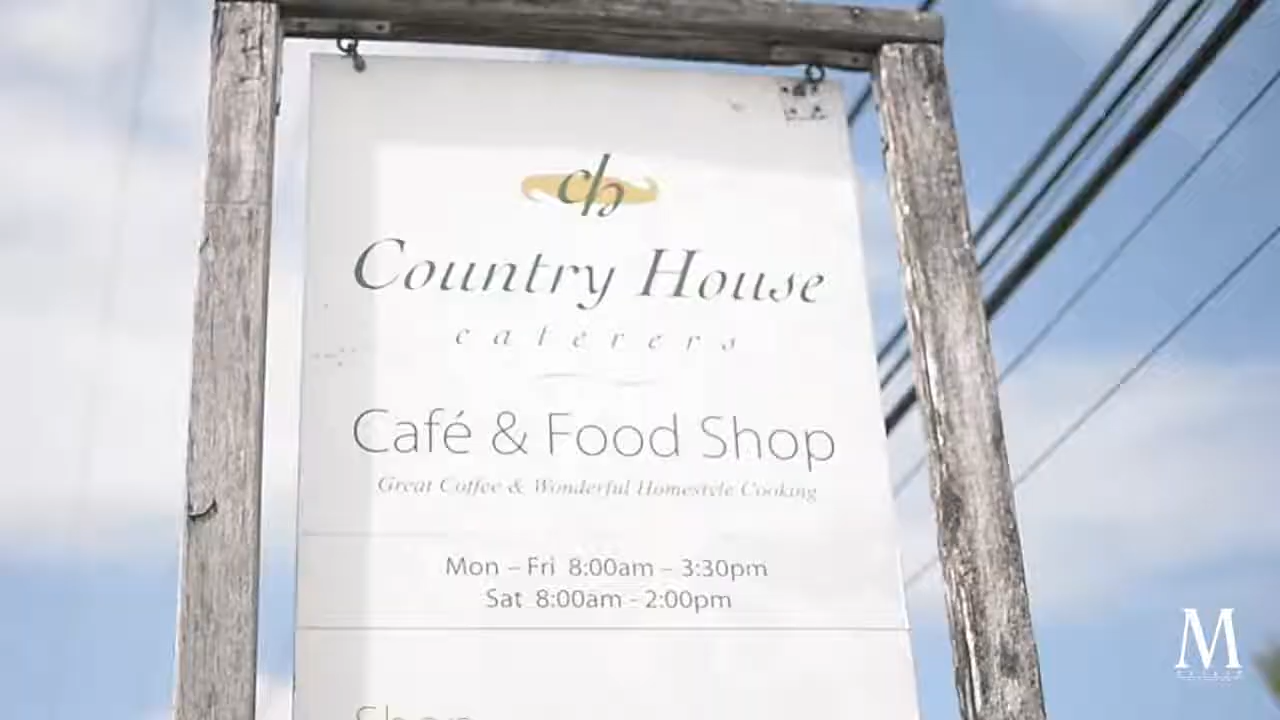 ch
Country House
caterers
Café & Food Shop
Great Coffee & Wonderful Homestyle Cooking
Mon – Fri 8:00am – 3:30pm
Sat 8:00am - 2:00pm
M